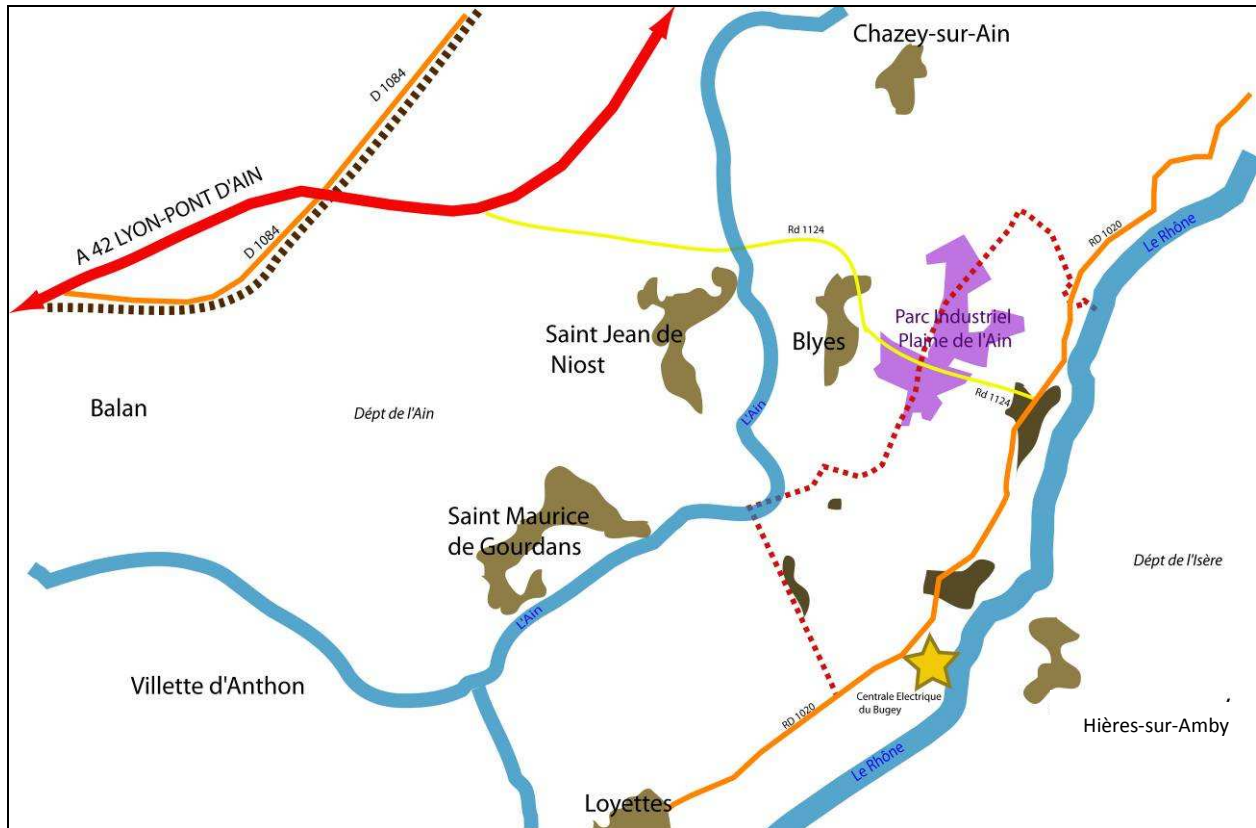 Chazey-sur-Ain
D 1084
A 42 LYON-PONT D'AIN
D 1084
Le Rhône
RD 1020
Rd 1124
Parc Industriel
Plaine de l'Ain
Saint Jean de
Niost
Blyes
Rd 1124
Balan
Dépt de l'Ain
L'Ain
Saint Maurice
de Gourdans
Dépt de l'Isère
L'Ain
Villette d'Anthon
Centrale Electrique
du Bugey
RD 1020
Hières-sur-Amby
Le Rhône
Loyettes